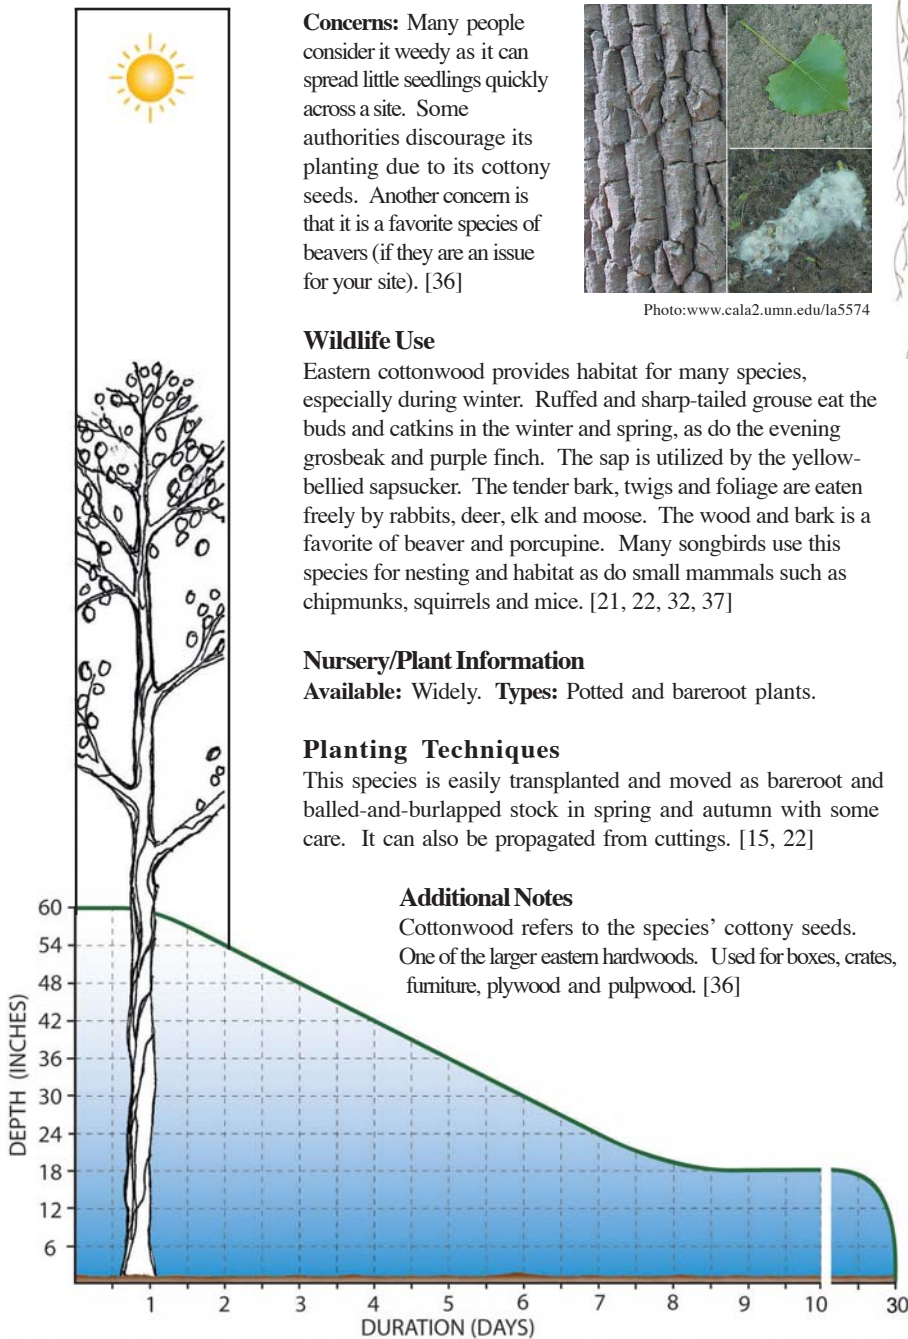 Concerns: Many people
consider it weedy as it can
spread little seedlings quickly
across a site. Some
authorities discourage its
planting due to its cottony
seeds. Another concern is
that it is a favorite species of
beavers (if they are an issue
for your site). [36]
Photo:www.cala2.umn.edu/la5574
Wildlife Use
Eastern cottonwood provides habitat for many species,
especially during winter. Ruffed and sharp-tailed grouse eat the
buds and catkins in the winter and spring, as do the evening
grosbeak and purple finch. The sap is utilized by the yellow-
bellied sapsucker. The tender bark, twigs and foliage are eaten
freely by rabbits, deer, elk and moose. The wood and bark is a
favorite of beaver and porcupine. Many songbirds use this
species for nesting and habitat as do small mammals such as
chipmunks, squirrels and mice. [21, 22, 32, 37]
Nursery/Plant Information
Available: Widely. Types: Potted and bareroot plants.
Planting Techniques
This species is easily transplanted and moved as bareroot and
balled-and-burlapped stock in spring and autumn with some
care. It can also be propagated from cuttings. [15, 22]
Additional Notes
Cottonwood refers to the species' cottony seeds.
One of the larger eastern hardwoods. Used for boxes, crates,
furniture, plywood and pulpwood. [36]
DEPTH (INCHES)
60
54
48
42
36
30
24
18
12
6
1 2 3 4 5 6 7 8 9 10 30
DURATION (DAYS)